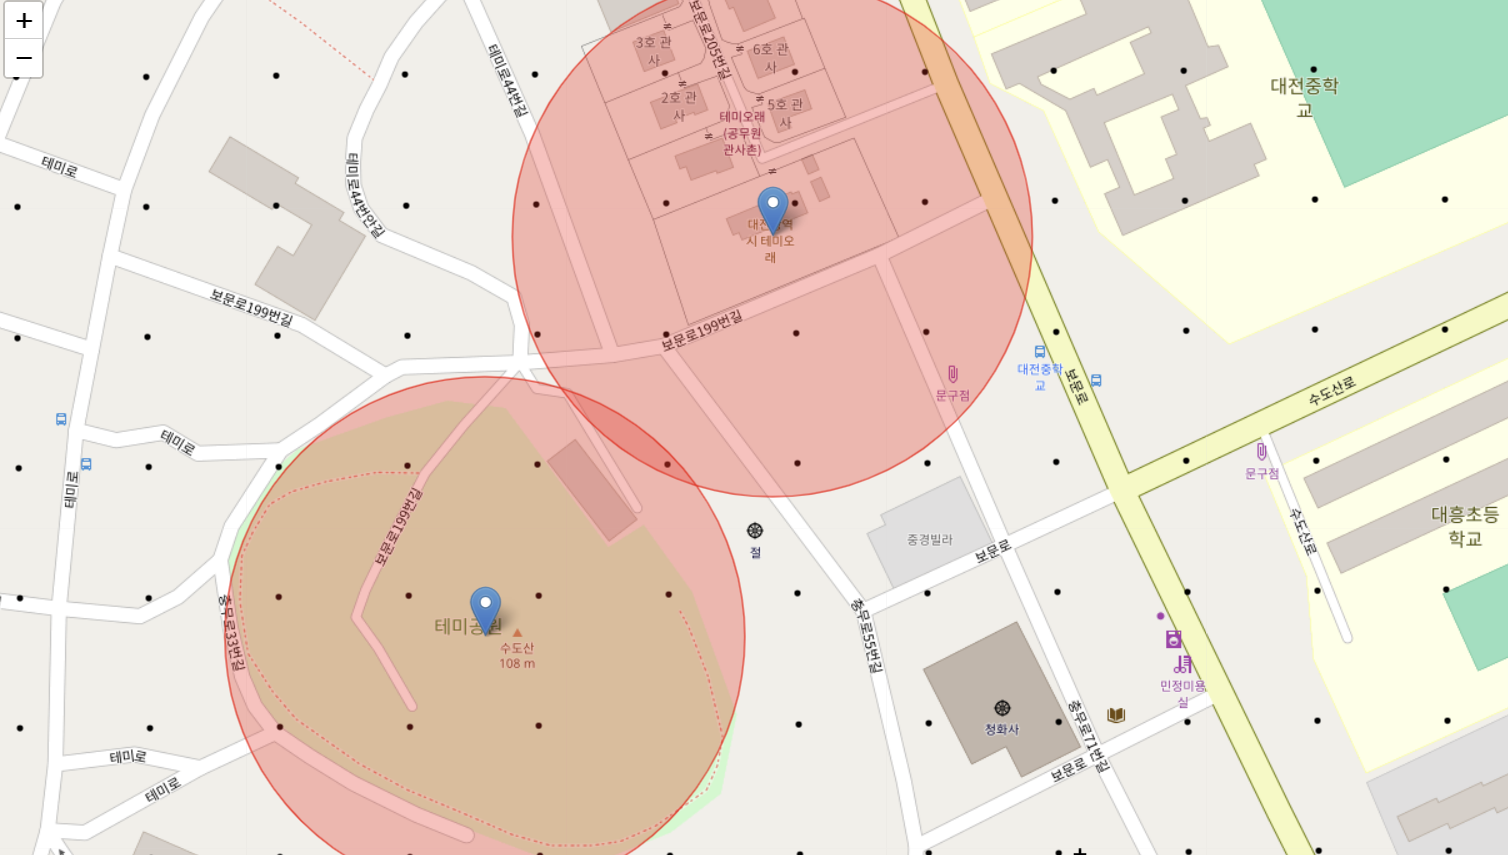 +
−
3호 관
사
보문로205번길
6호 관
사
2호 관
사
5호 관
사
테미오래
(공무원
관사촌)
테미로44번길
대전중학
교
테미로
테미로44번안길
시 테미오
래
보문로199번길
보문로199번길
문구점
대전중학
교
보문로
수도산로
테미로
테미로
문구점
수도산로
대흥초등
학교
보문로199번길
절
중경빌라
보문로
충무로33번길
테미공원
수도산
108 m
충무로55번길
민정미용
실
청화사
충무로71번길
보문로
테미로
테미로